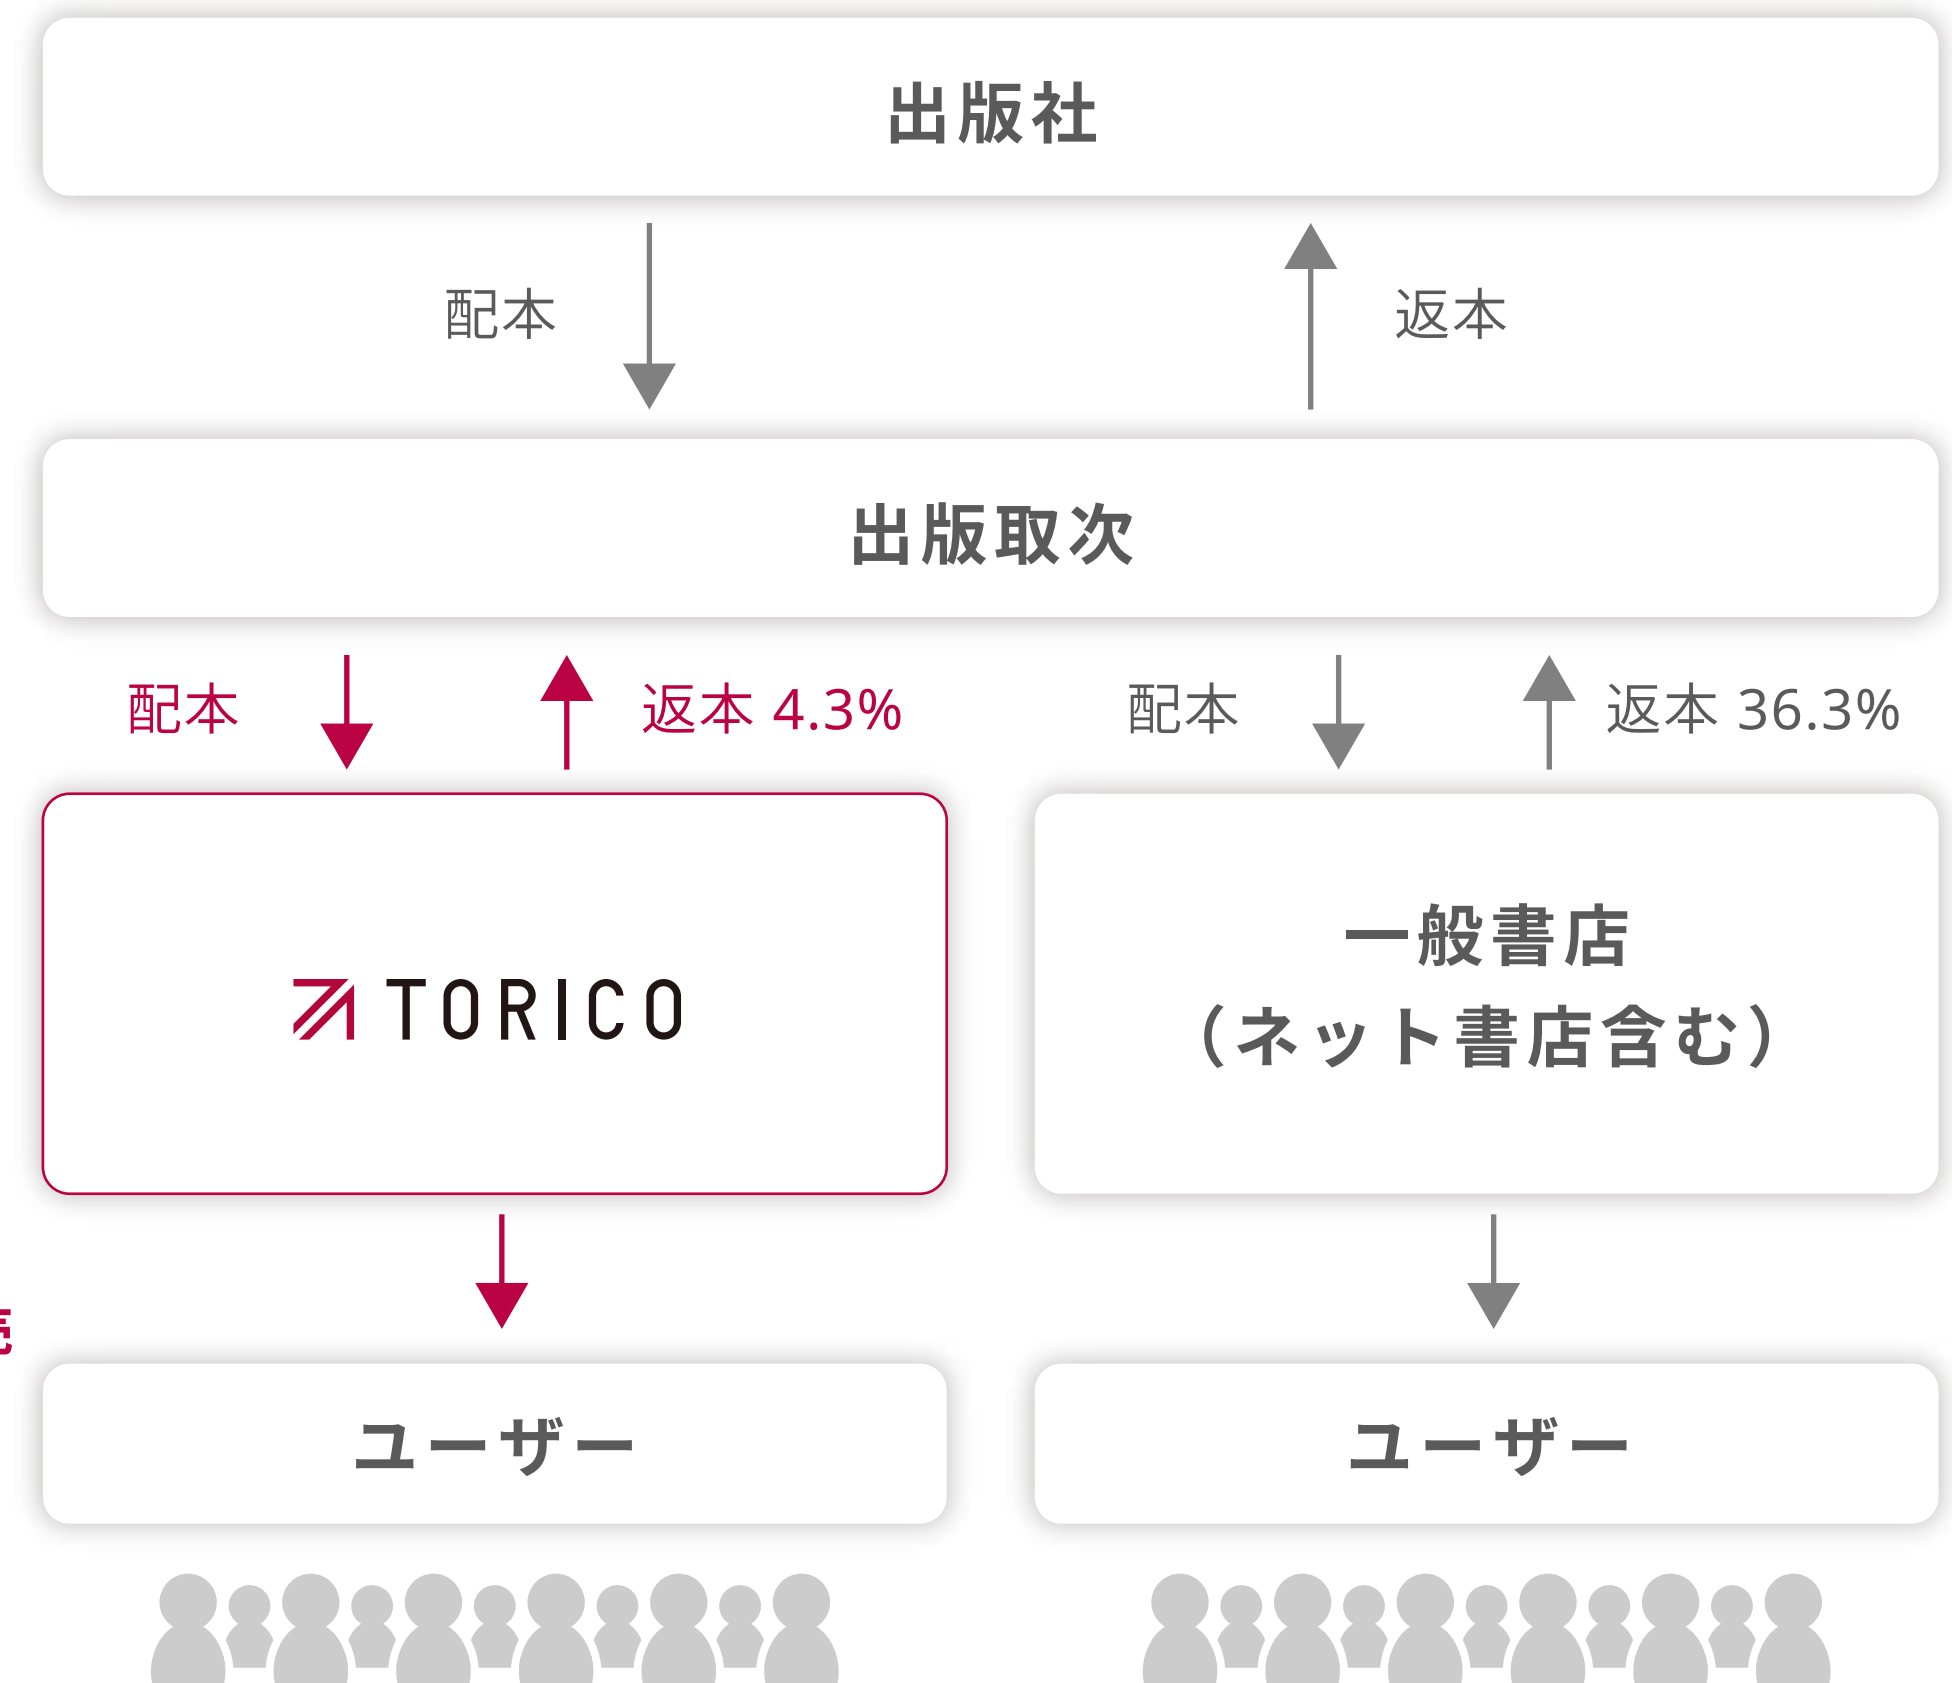 出版社
配本
返本
出版取次
配本
返本 4.3%
配本
返本 36.3%
TORICO
一般書店
（ネット書店含む）
ユーザー
ユーザー